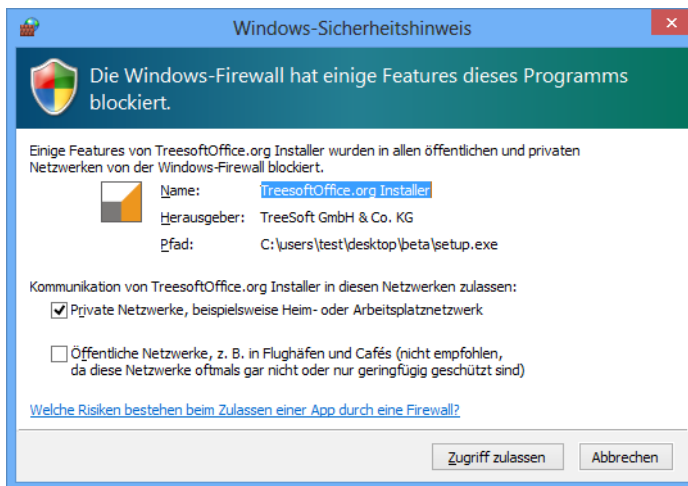 Windows-Sicherheitshinweis
Die Windows-Firewall hat einige Features dieses Programms
blockiert.
Einige Features von TreesoftOffice.org Installer wurden in allen öffentlichen und privaten
Netzwerken von der Windows-Firewall blockiert.
Name: TreesoftOffice.org Installer
Herausgeber: TreeSoft GmbH & Co. KG
Pfad: C:\users\test\desktop\beta\setup.exe
Kommunikation von TreesoftOffice.org Installer in diesen Netzwerken zulassen:
Private Netzwerke, beispielsweise Heim- oder Arbeitsplatznetzwerk
Öffentliche Netzwerke, z. B. in Flughäfen und Cafés (nicht empfohlen,
da diese Netzwerke oftmals gar nicht oder nur geringfügig geschützt sind)
Welche Risiken bestehen beim Zulassen einer App durch eine Firewall?
Zugriff zulassen Abbrechen